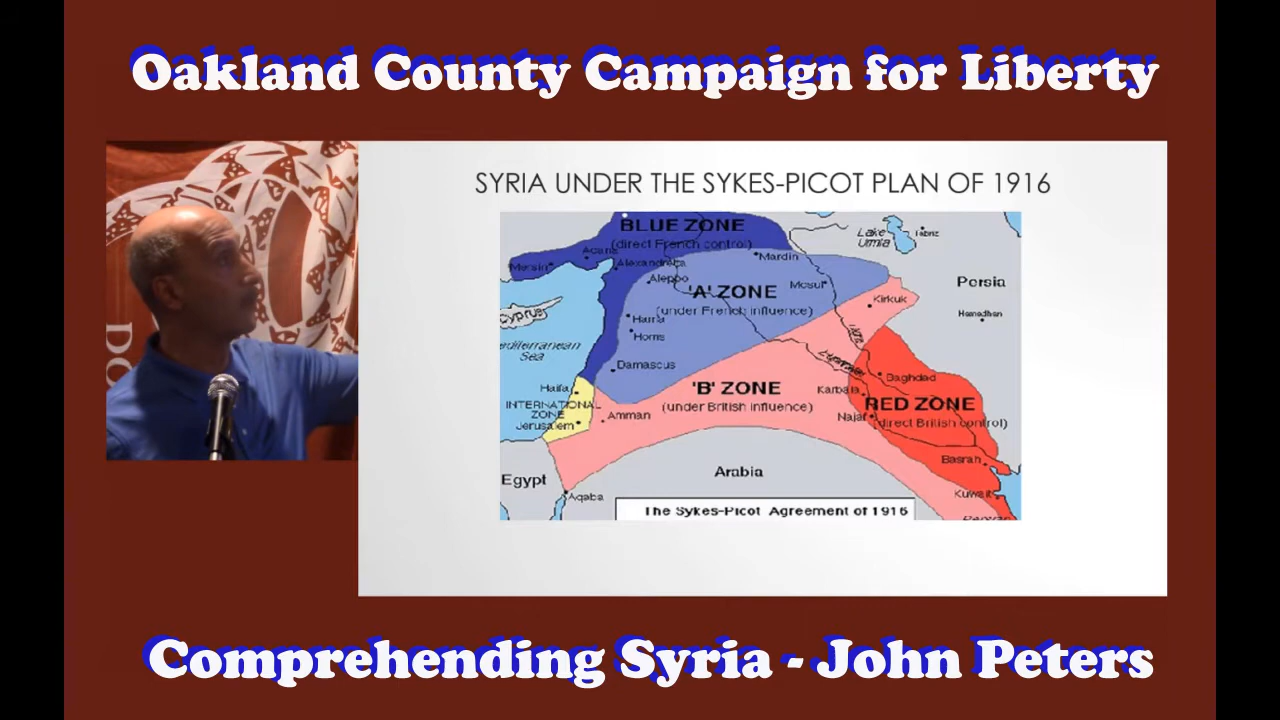 Oakland County Campaign for Liberty
DO
SYRIA UNDER THE SYKES-PICOT PLAN OF 1916
BLUE ZONE
(direct French control)
Lake
Urmia
Tabriz
Adana
Mersin
Alexandretta
Mardin
Aleppo
Mosul
'A' ZONE
(under French influence)
Persia
Kirkuk
Cyprus
Hama
Homs
Hamadhan
Mediterranean
Sea
Damascus
Baghdad
Haifa
'B' ZONE
(under British influence)
Karbala
RED ZONE
(direct British control)
INTERNATIONAL
ZONE
Jerusalem
Amman
Najaf
Basrah
Arabia
Egypt
Aqaba
Kuwait
The Sykes-Picot Agreement of 1916
Comprehending Syria - John Peters